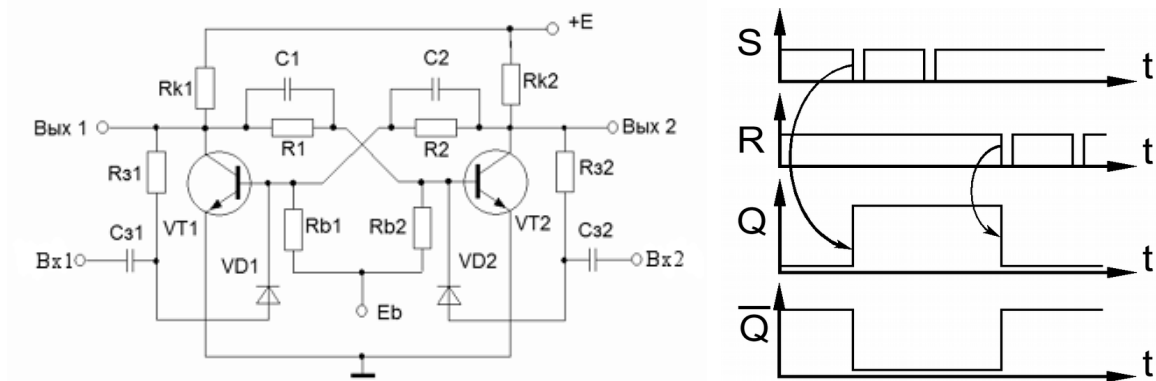 +E
C1
C2
Rk1
Rk2
Вых 1
Вых 2
R1
R2
Rз1
Rз2
VT1
VT2
Rb1
Rb2
Cз1
Cз2
Вх1
Вх2
VD1
VD2
Eb
S
t
R
t
Q
t
Q̅
t